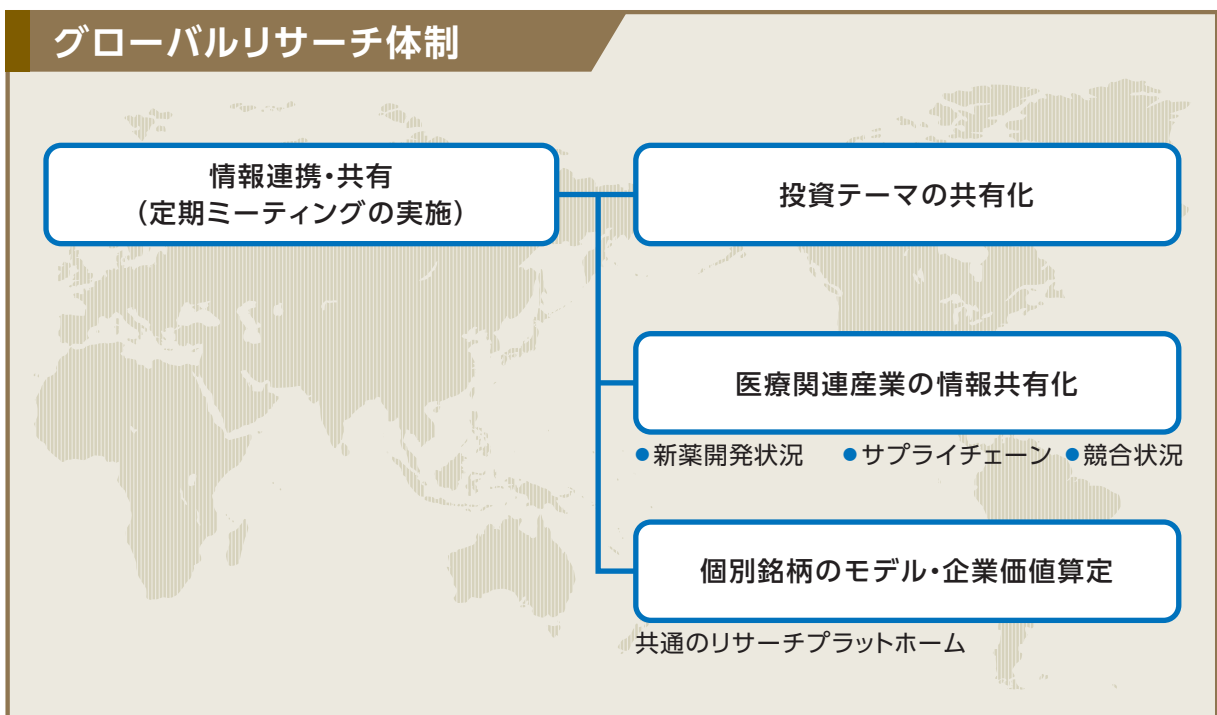 グローバルリサーチ体制
情報連携・共有
（定期ミーティングの実施）
投資テーマの共有化
医療関連産業の情報共有化
●新薬開発状況 ●サプライチェーン ●競合状況
個別銘柄のモデル・企業価値算定
共通のリサーチプラットホーム